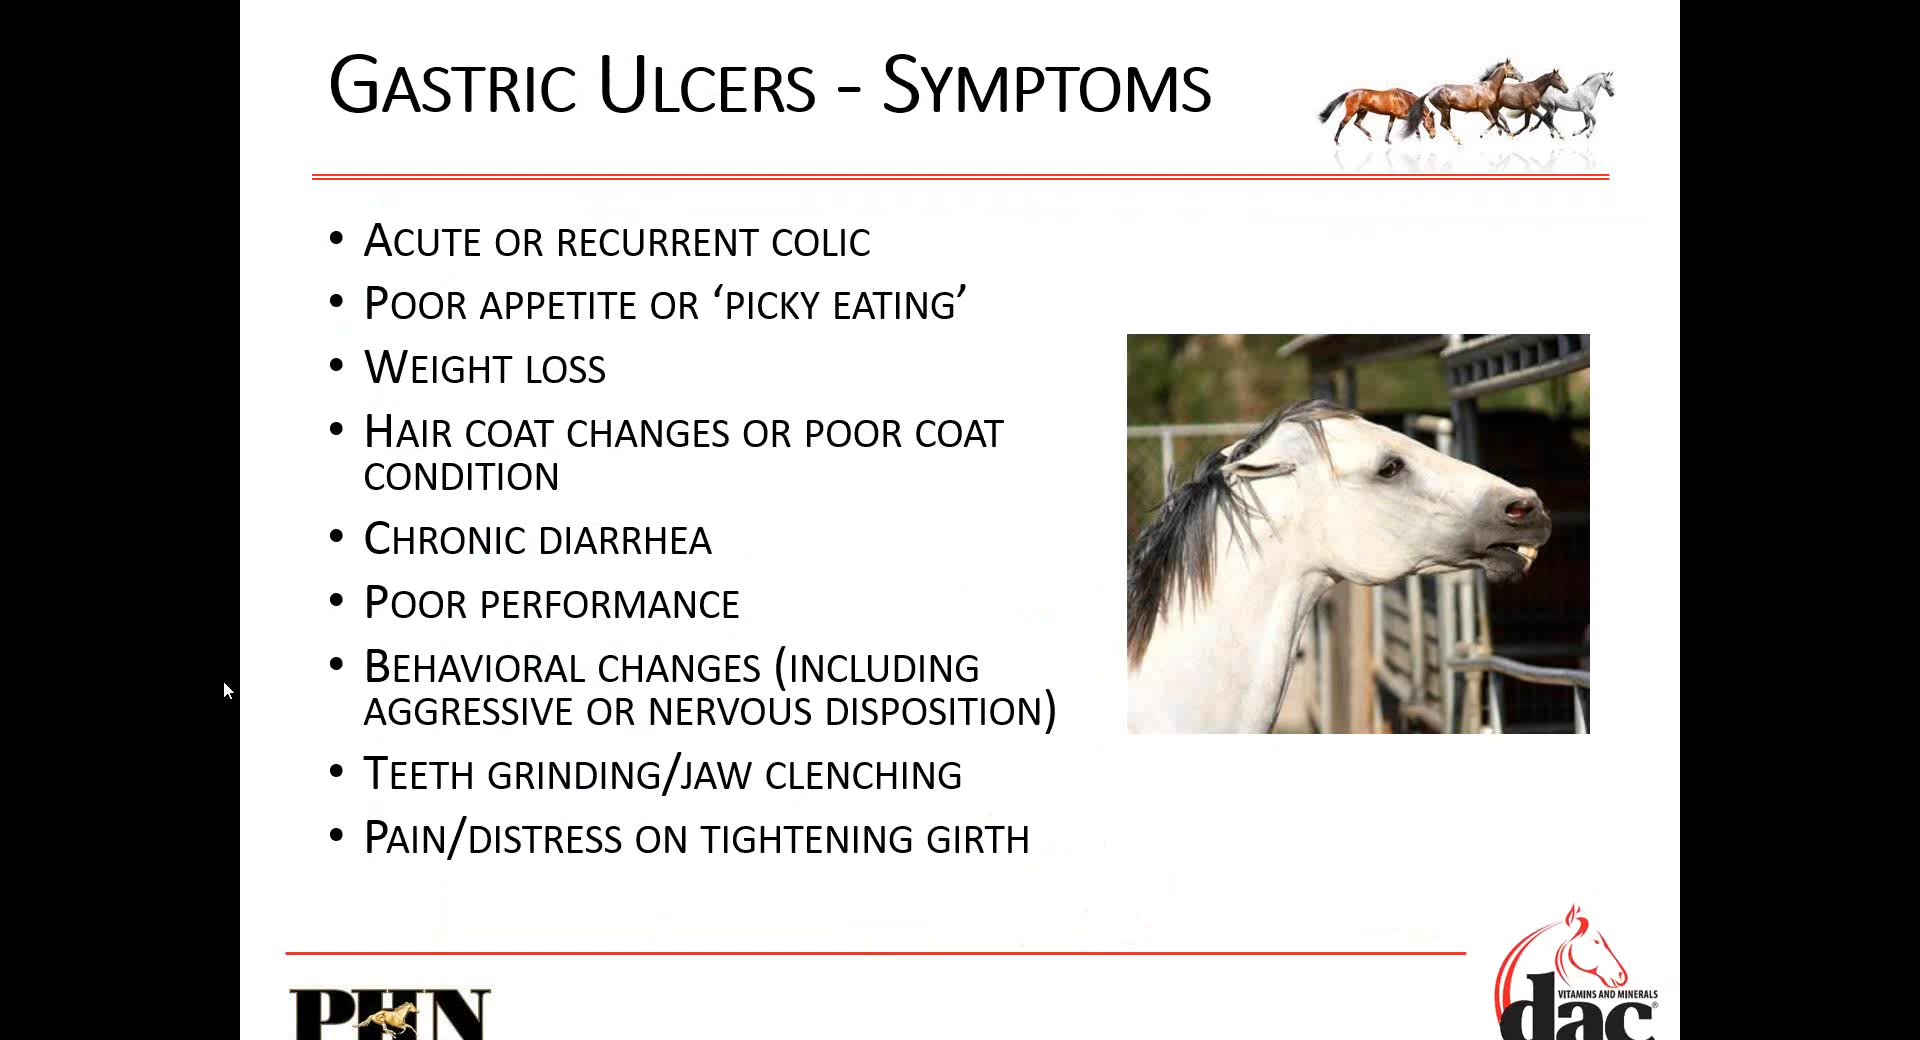 Gastric Ulcers - Symptoms
• Acute or recurrent colic
• Poor appetite or ‘picky eating’
• Weight loss
• Hair coat changes or poor coat
condition
• Chronic diarrhea
• Poor performance
• Behavioral changes (including
aggressive or nervous disposition)
• Teeth grinding/jaw clenching
• Pain/distress on tightening girth
PHN
VITAMINS AND MINERALS
dac®